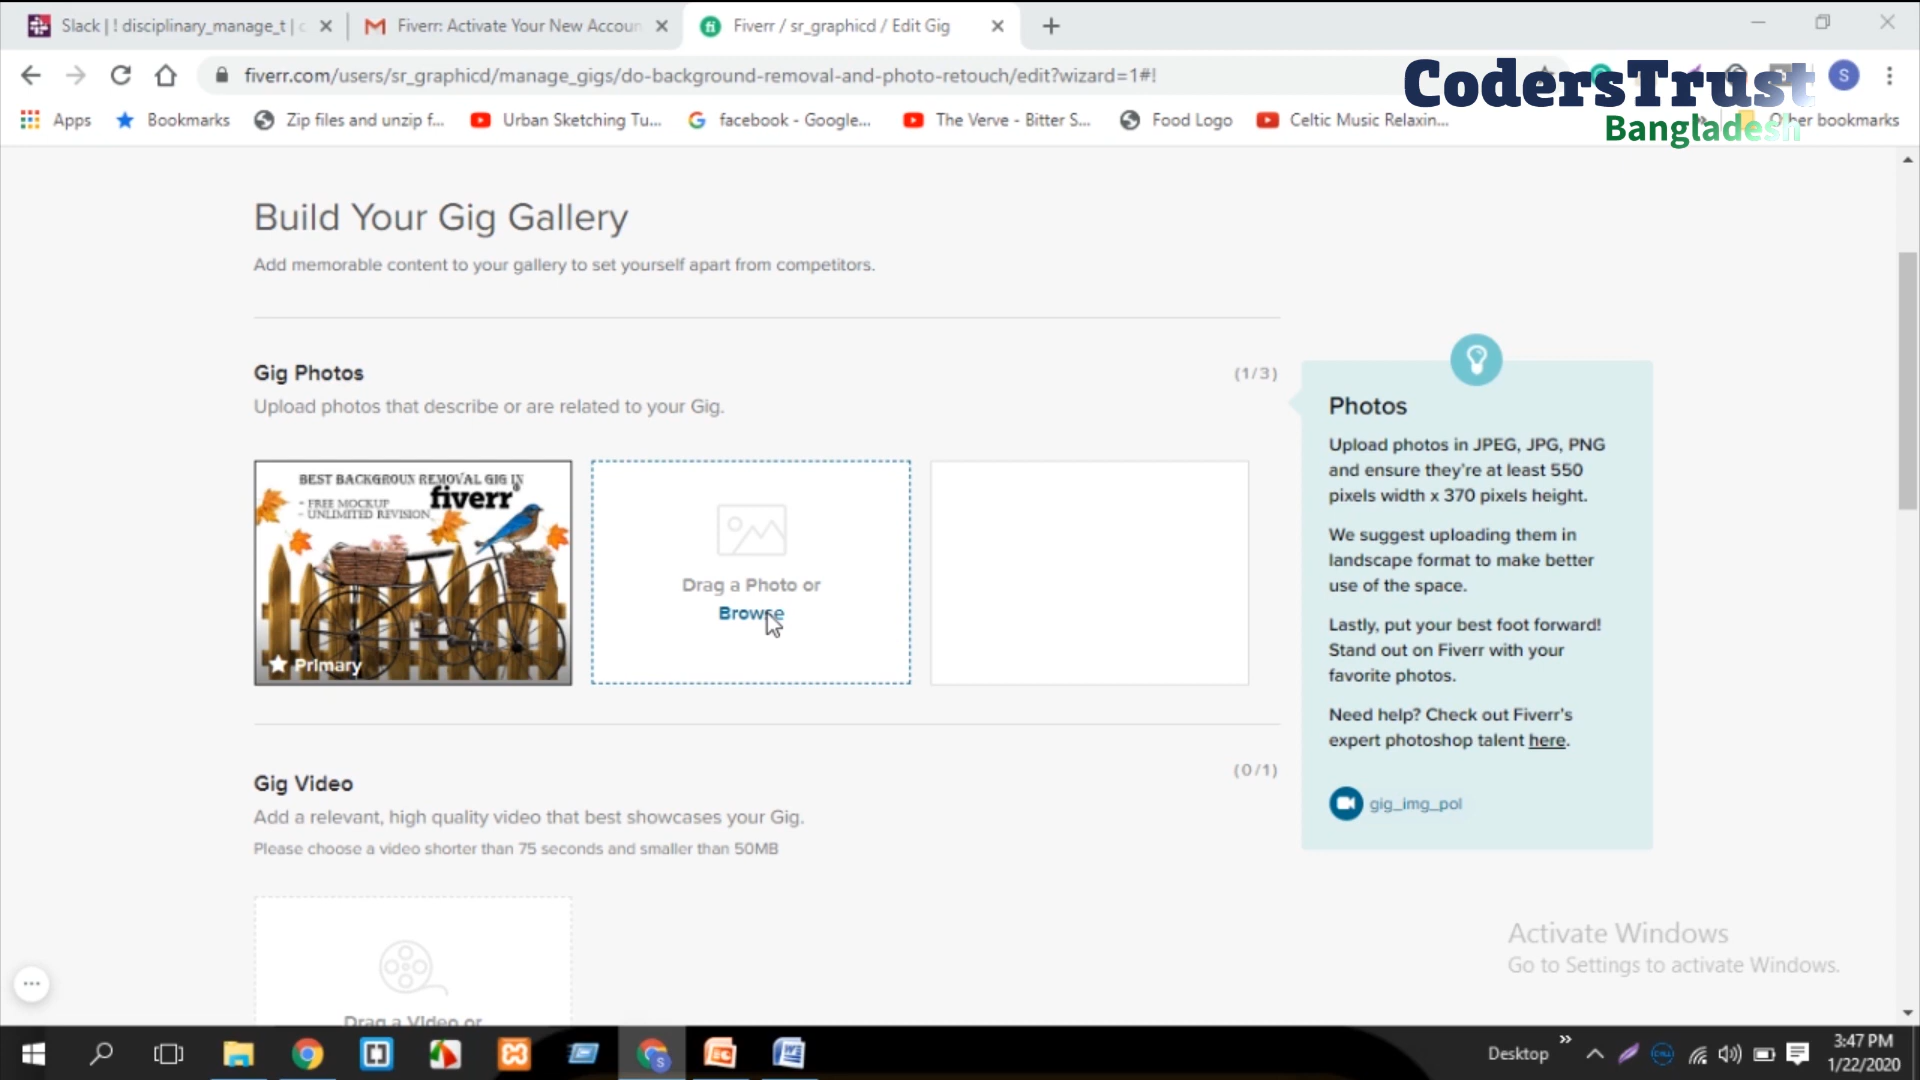 Slack | ! disciplinary_manage_t | c
Fiverr: Activate Your New Accoun
Fiverr / sr_graphicd / Edit Gig
fiverr.com/users/sr_graphicd/manage_gigs/do-background-removal-and-photo-retouch/edit?wizard=1#!
S
CodersTrust
Bangladesh
Apps
Bookmarks
Zip files and unzip f...
Urban Sketching Tu...
facebook - Google...
The Verve - Bitter S...
Food Logo
Celtic Music Relaxin...
Other bookmarks
Build Your Gig Gallery
Add memorable content to your gallery to set yourself apart from competitors.
Gig Photos
(1/3)
Upload photos that describe or are related to your Gig.
BEST BACKGROUN REMOVAL GIG IN
fiverr®
- FREE MOCKUP
- UNLIMITED REVISION
Primary
Drag a Photo or
Browse
Photos
Upload photos in JPEG, JPG, PNG
and ensure they're at least 550
pixels width x 370 pixels height.
We suggest uploading them in
landscape format to make better
use of the space.
Lastly, put your best foot forward!
Stand out on Fiverr with your
favorite photos.
Need help? Check out Fiverr's
expert photoshop talent here.
gig_img_pol
Gig Video
(0/1)
Add a relevant, high quality video that best showcases your Gig.
Please choose a video shorter than 75 seconds and smaller than 50MB
Drag a Video or
Activate Windows
Go to Settings to activate Windows.
Desktop
3:47 PM
1/22/2020